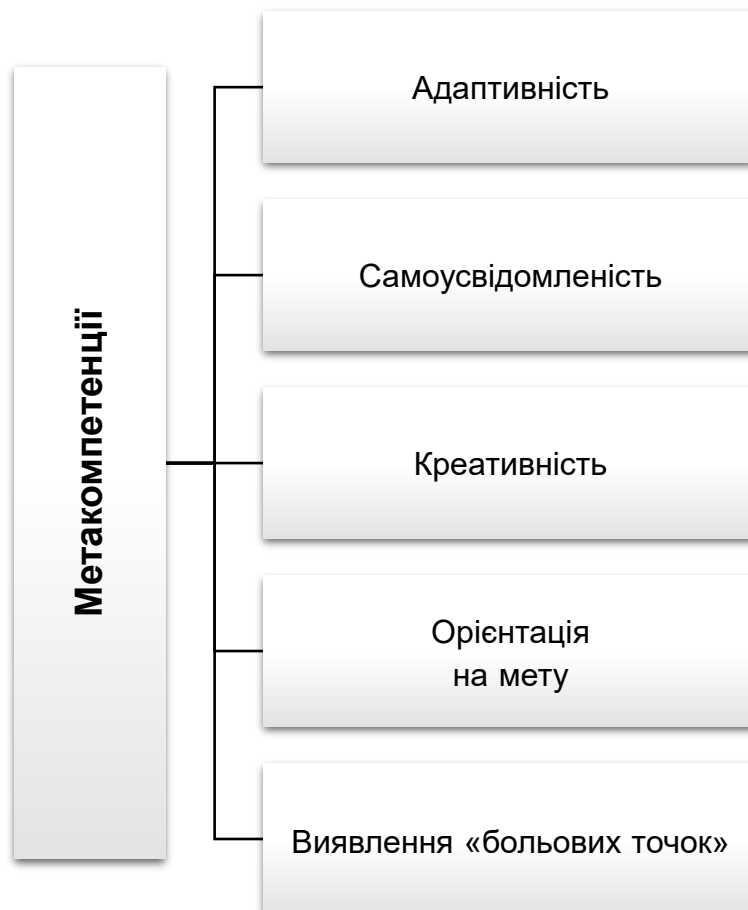 Метакомпетенції
Адаптивність
Самоусвідомленість
Креативність
Орієнтація
на мету
Виявлення «больових точок»